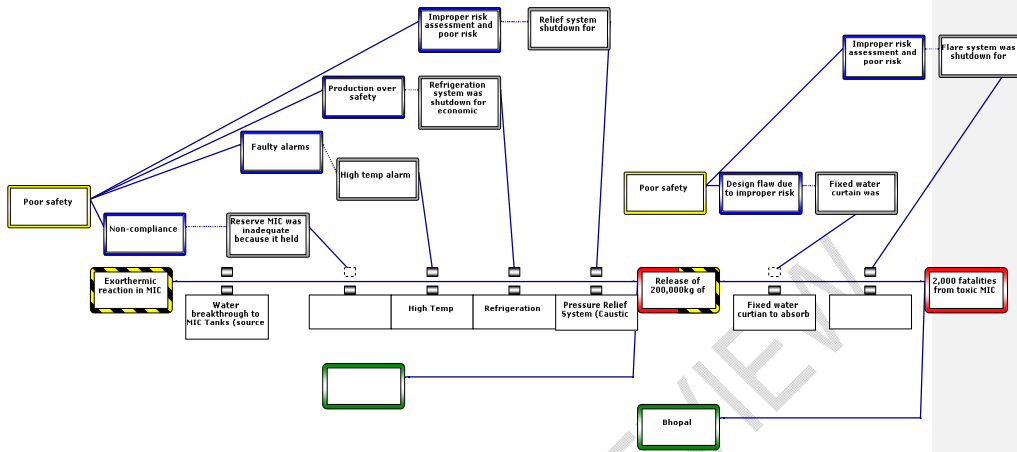 Improper risk
assessment and
poor risk
Relief system
shutdown for
Improper risk
assessment and
poor risk
Flare system was
shutdown for
Production over
safety
Refrigeration
system was
shutdown for
economic
Faulty alarms
High temp alarm
Poor safety
Poor safety
Design flaw due
to improper risk
Fixed water
curtain was
Non-compliance
Reserve MIC was
inadequate
because it held
Exorthermic
reaction in MIC
Release of
200,000kg of
2,000 fatalities
from toxic MIC
Water
breakthrough to
MIC Tanks (source
High Temp
Refrigeration
Pressure Relief
System (Caustic
Fixed water
curtian to absorb
Bhopal